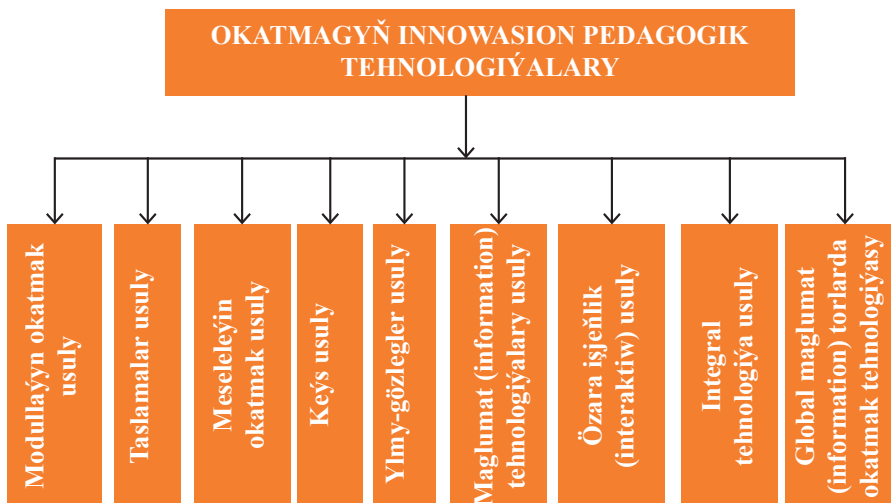 OKATMAGYŇ INNOWASION PEDAGOGIK
TEHNOLOGIÝALARY
Modullaýyn okatmak
usuly
Taslamalar usuly
Meseleleýin
okatmak usuly
Keýs usuly
Ylmy-gözlegler usuly
Maglumat (information)
tehnologiýalary usuly
Özara işjeňlik
(interaktiw) usuly
Integral
tehnologiýa usuly
Global maglumat
(information) torlarda
okatmak tehnologiýasy